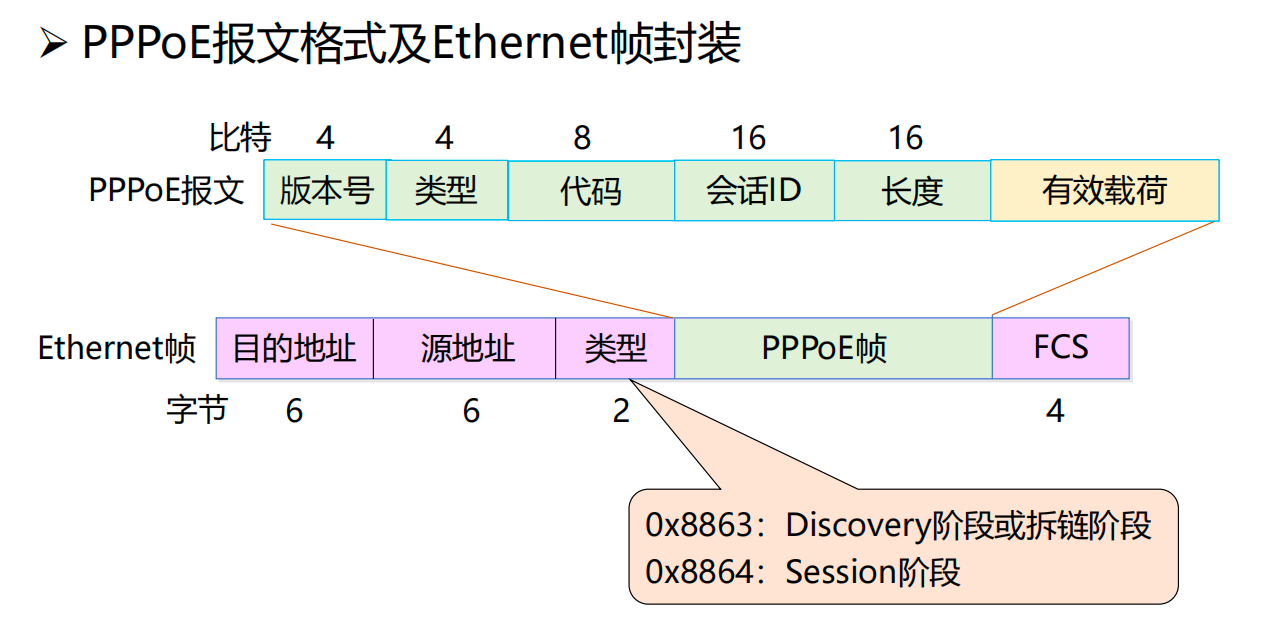 ➢ PPPoE报文格式及Ethernet帧封装
比特 4 4 8 16 16
PPPoE报文 版本号 类型 代码 会话ID 长度 有效载荷
Ethernet帧 目的地址 源地址 类型 PPPoE帧 FCS
字节 6 6 2 4
0x8863：Discovery阶段或拆链阶段
0x8864：Session阶段